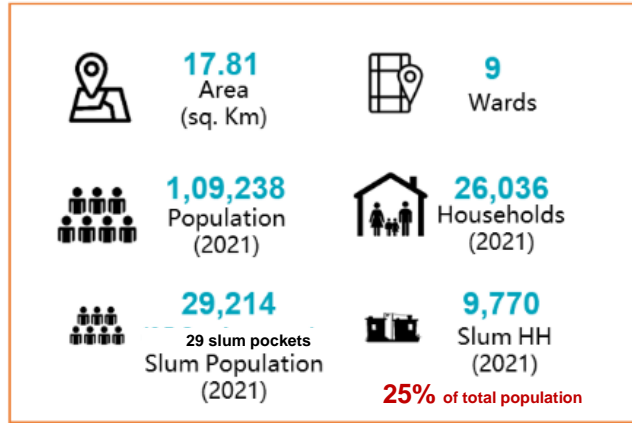 17.81
Area
(sq. Km)
9
Wards
1,09,238
Population
(2021)
26,036
Households
(2021)
29,214
29 slum pockets
Slum Population
(2021)
9,770
Slum HH
(2021)
25% of total population